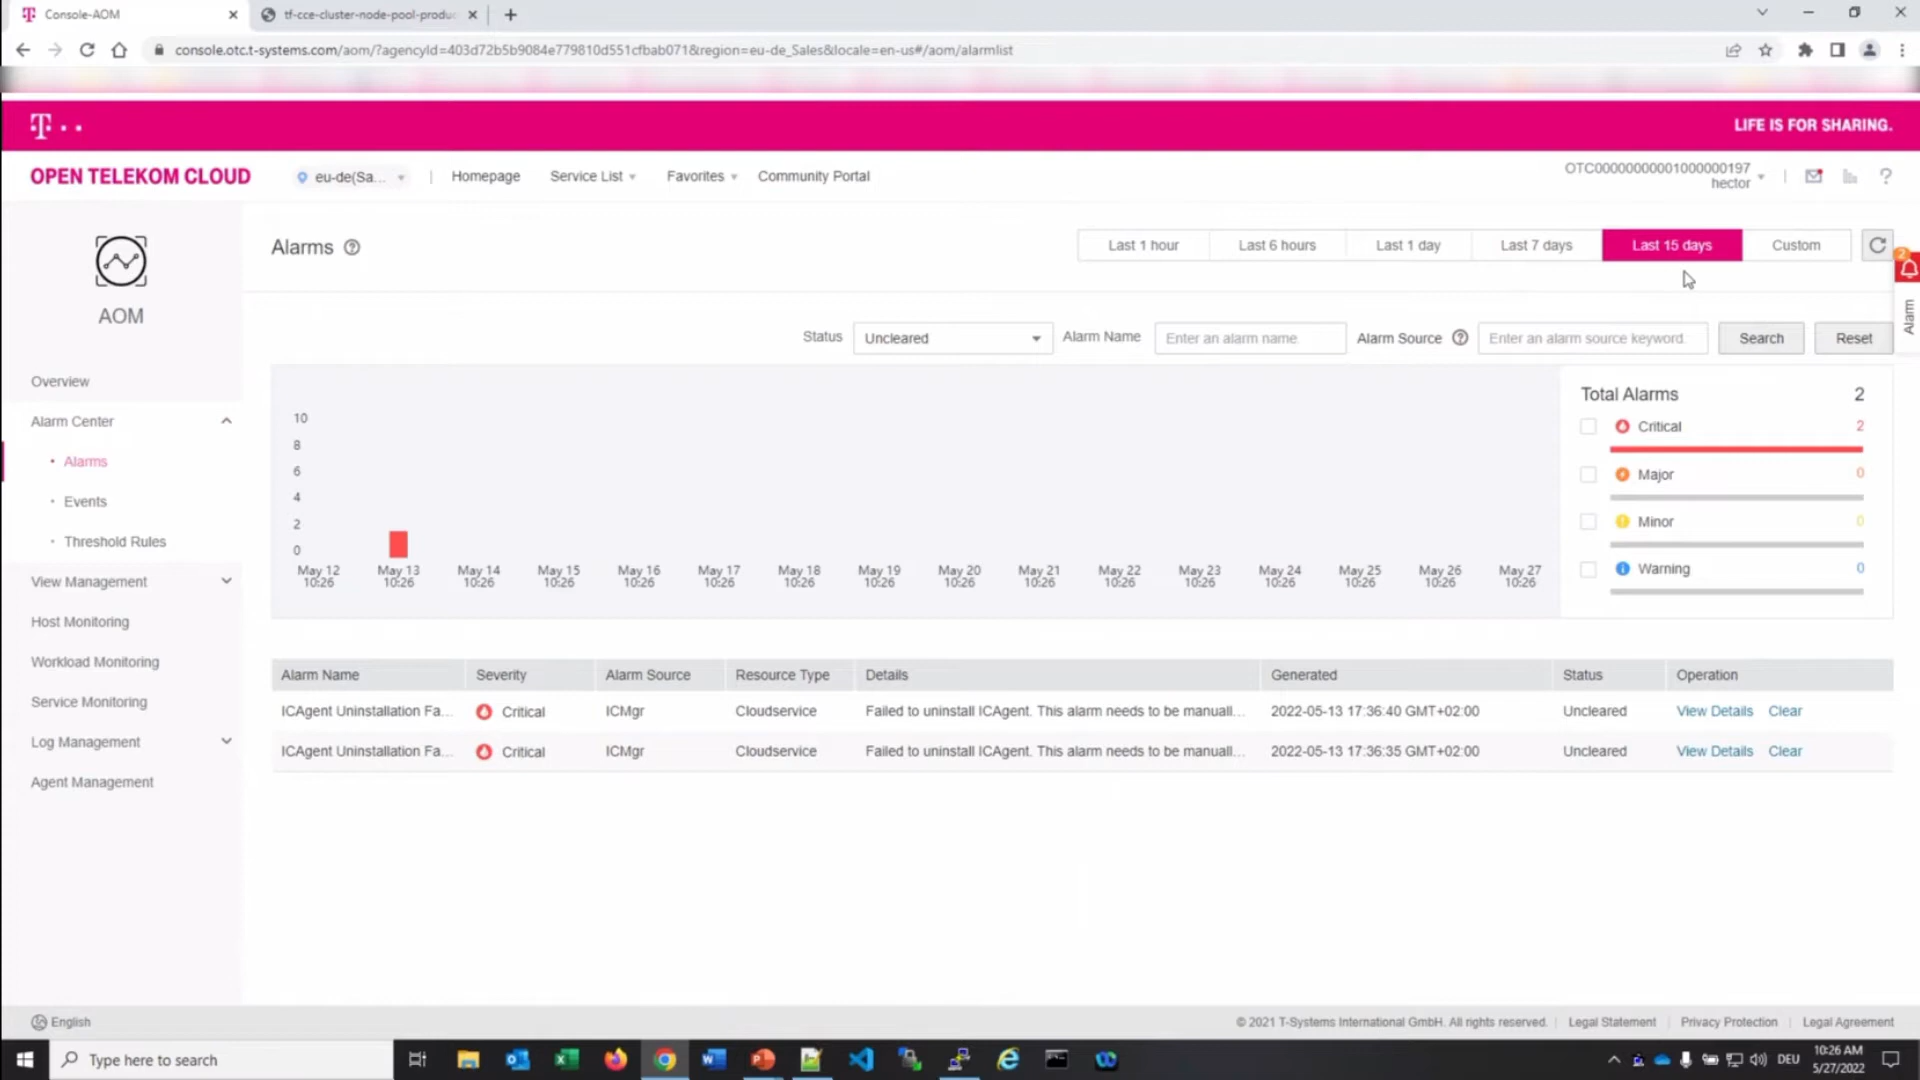 Console-AOM
tf-cce-cluster-node-pool-produc
console.otc.t-systems.com/aom/?agencyId=403d72b5b9084e779810d551cfbab071&region=eu-de_Sales&locale=en-us#/aom/alarmlist
T
LIFE IS FOR SHARING.
OPEN TELEKOM CLOUD
eu-de(Sa...
Homepage
Service List
Favorites
Community Portal
OTC00000000001000000197
hector
AOM
Alarms
Last 1 hour
Last 6 hours
Last 1 day
Last 7 days
Last 15 days
Custom
2
Alarm
Status
Uncleared
Alarm Name
Enter an alarm name.
Alarm Source
Enter an alarm source keyword.
Search
Reset
Overview
Alarm Center
Alarms
Events
Threshold Rules
View Management
Host Monitoring
Workload Monitoring
Service Monitoring
Log Management
Agent Management
10
8
6
4
2
0
May 12 10:26
May 13 10:26
May 14 10:26
May 15 10:26
May 16 10:26
May 17 10:26
May 18 10:26
May 19 10:26
May 20 10:26
May 21 10:26
May 22 10:26
May 23 10:26
May 24 10:26
May 25 10:26
May 26 10:26
May 27 10:26
Total Alarms 2
Critical 2
Major 0
Minor 0
Warning 0
Alarm Name Severity Alarm Source Resource Type Details Generated Status Operation
ICAgent Uninstallation Fa... Critical ICMgr Cloudservice Failed to uninstall ICAgent. This alarm needs to be manuall... 2022-05-13 17:36:40 GMT+02:00 Uncleared View Details Clear
ICAgent Uninstallation Fa... Critical ICMgr Cloudservice Failed to uninstall ICAgent. This alarm needs to be manuall... 2022-05-13 17:36:35 GMT+02:00 Uncleared View Details Clear
English
© 2021 T-Systems International GmbH. All rights reserved. | Legal Statement | Privacy Protection | Legal Agreement
Type here to search
DEU
10:26 AM
5/27/2022